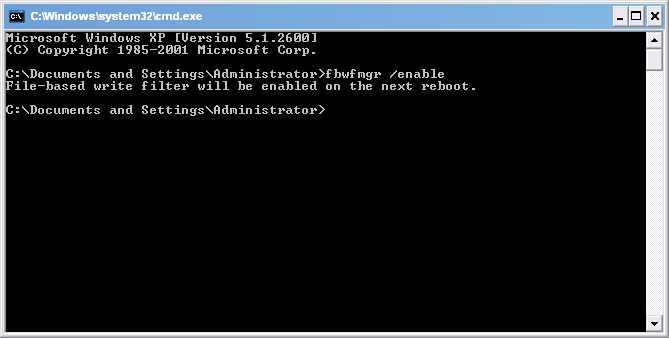 C:\Windows\system32\cmd.exe
Microsoft Windows XP [Version 5.1.2600]
(C) Copyright 1985-2001 Microsoft Corp.
C:\Documents and Settings\Administrator>fbwfmgr /enable
File-based write filter will be enabled on the next reboot.
C:\Documents and Settings\Administrator>